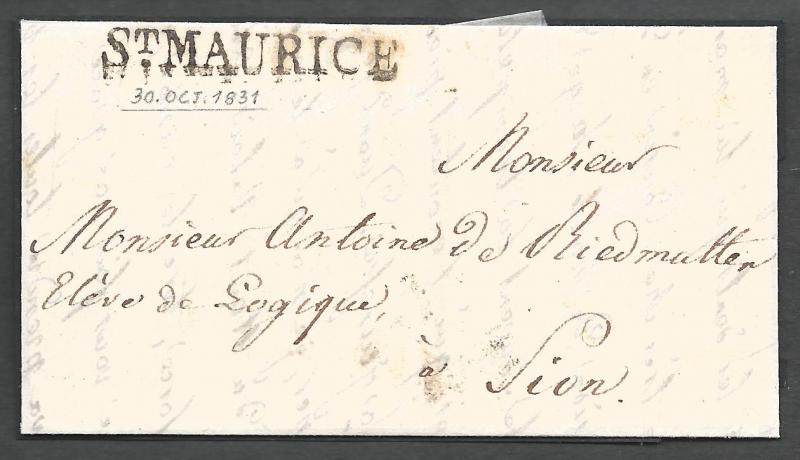 ST MAURICE
30. OCT. 1831
Monsieur
Monsieur Antoine de Riedmatten
Elève de Logique,
à Sion.